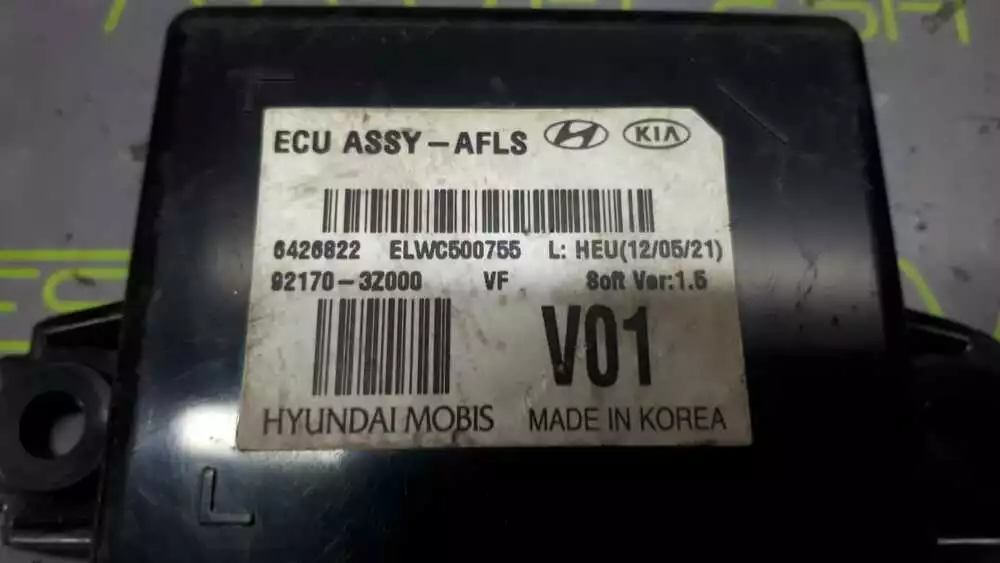 ECU ASSY-AFLS KIA
6426822 ELWC500755 L: HEU(12/05/21)
92170-3Z000 VF Soft Ver:1.5
V01
HYUNDAI MOBIS MADE IN KOREA
L